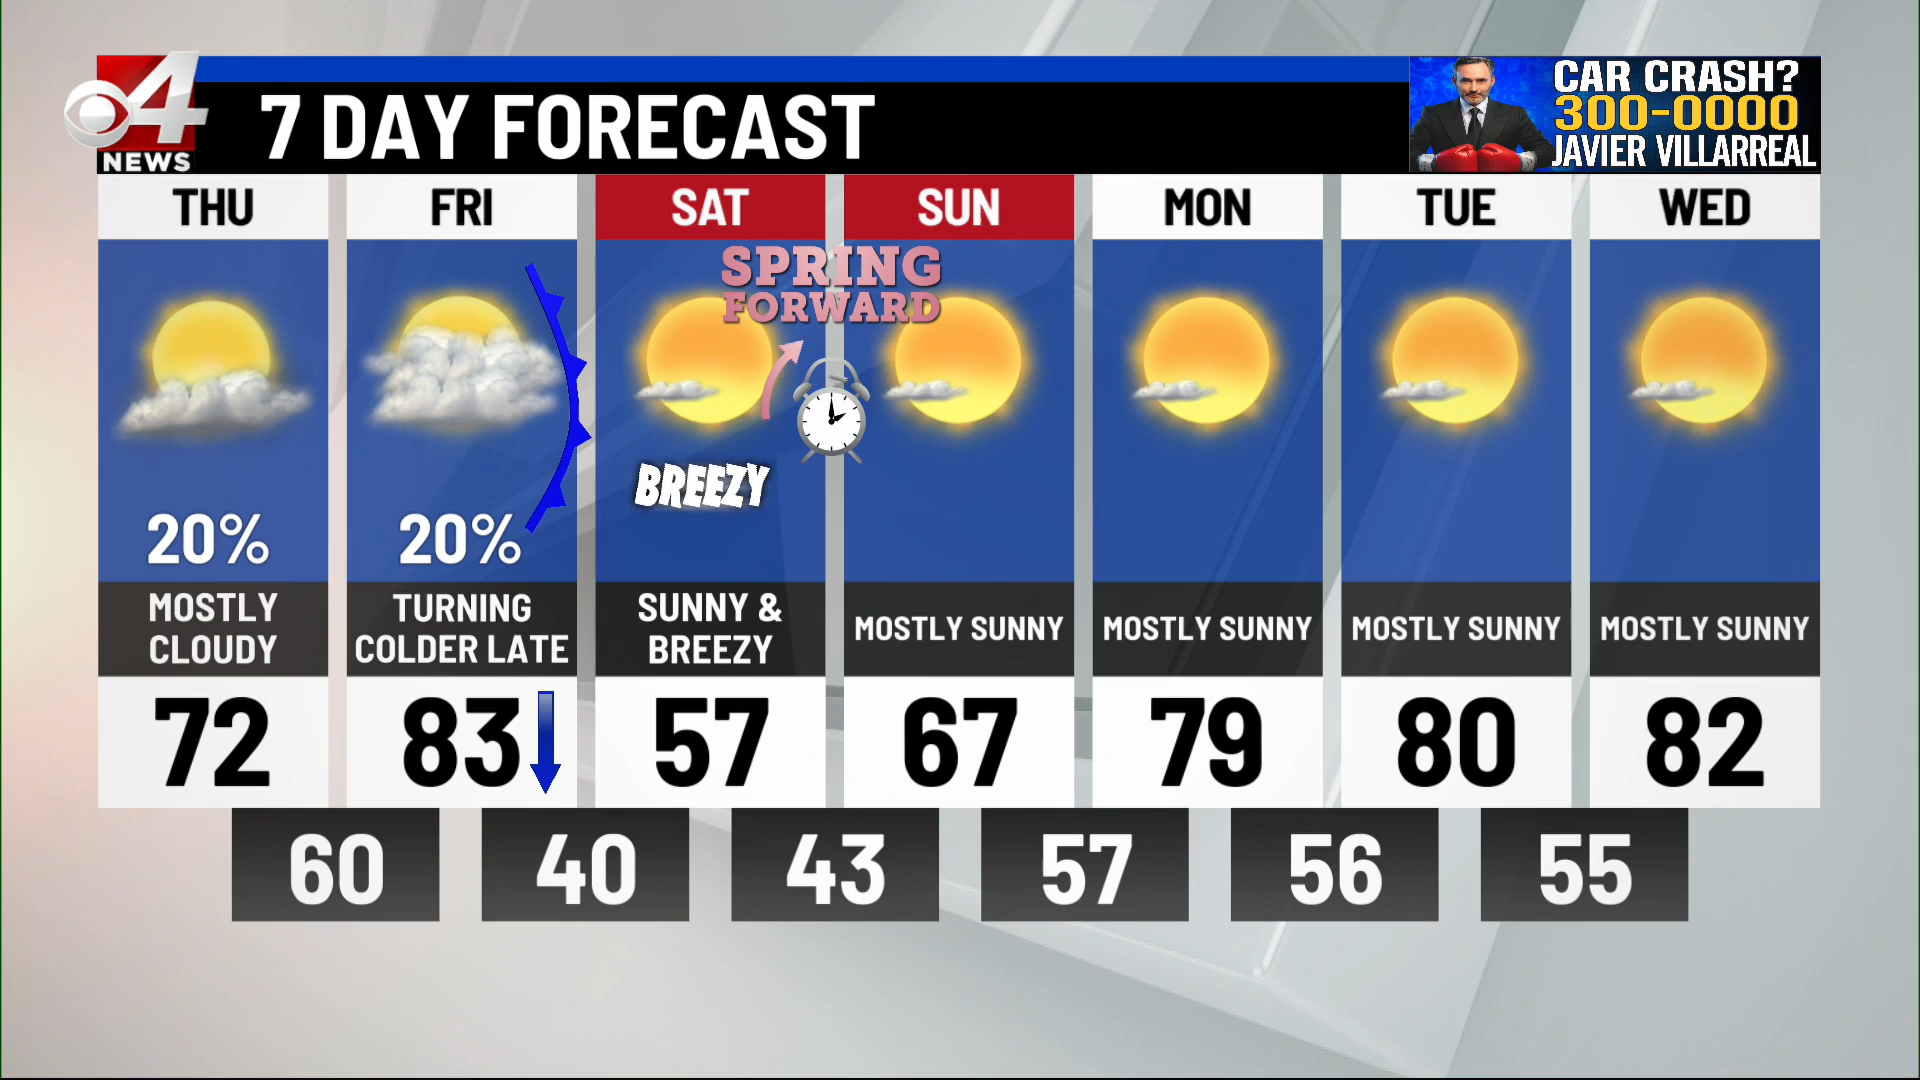 4
NEWS
7 DAY FORECAST
CAR CRASH?
300-0000
JAVIER VILLARREAL
THU
FRI
SAT
SUN
MON
TUE
WED
SPRING
FORWARD
BREEZY
20%
20%
MOSTLY
CLOUDY
TURNING
COLDER LATE
SUNNY &
BREEZY
MOSTLY SUNNY
MOSTLY SUNNY
MOSTLY SUNNY
MOSTLY SUNNY
72
83
57
67
79
80
82
60
40
43
57
56
55